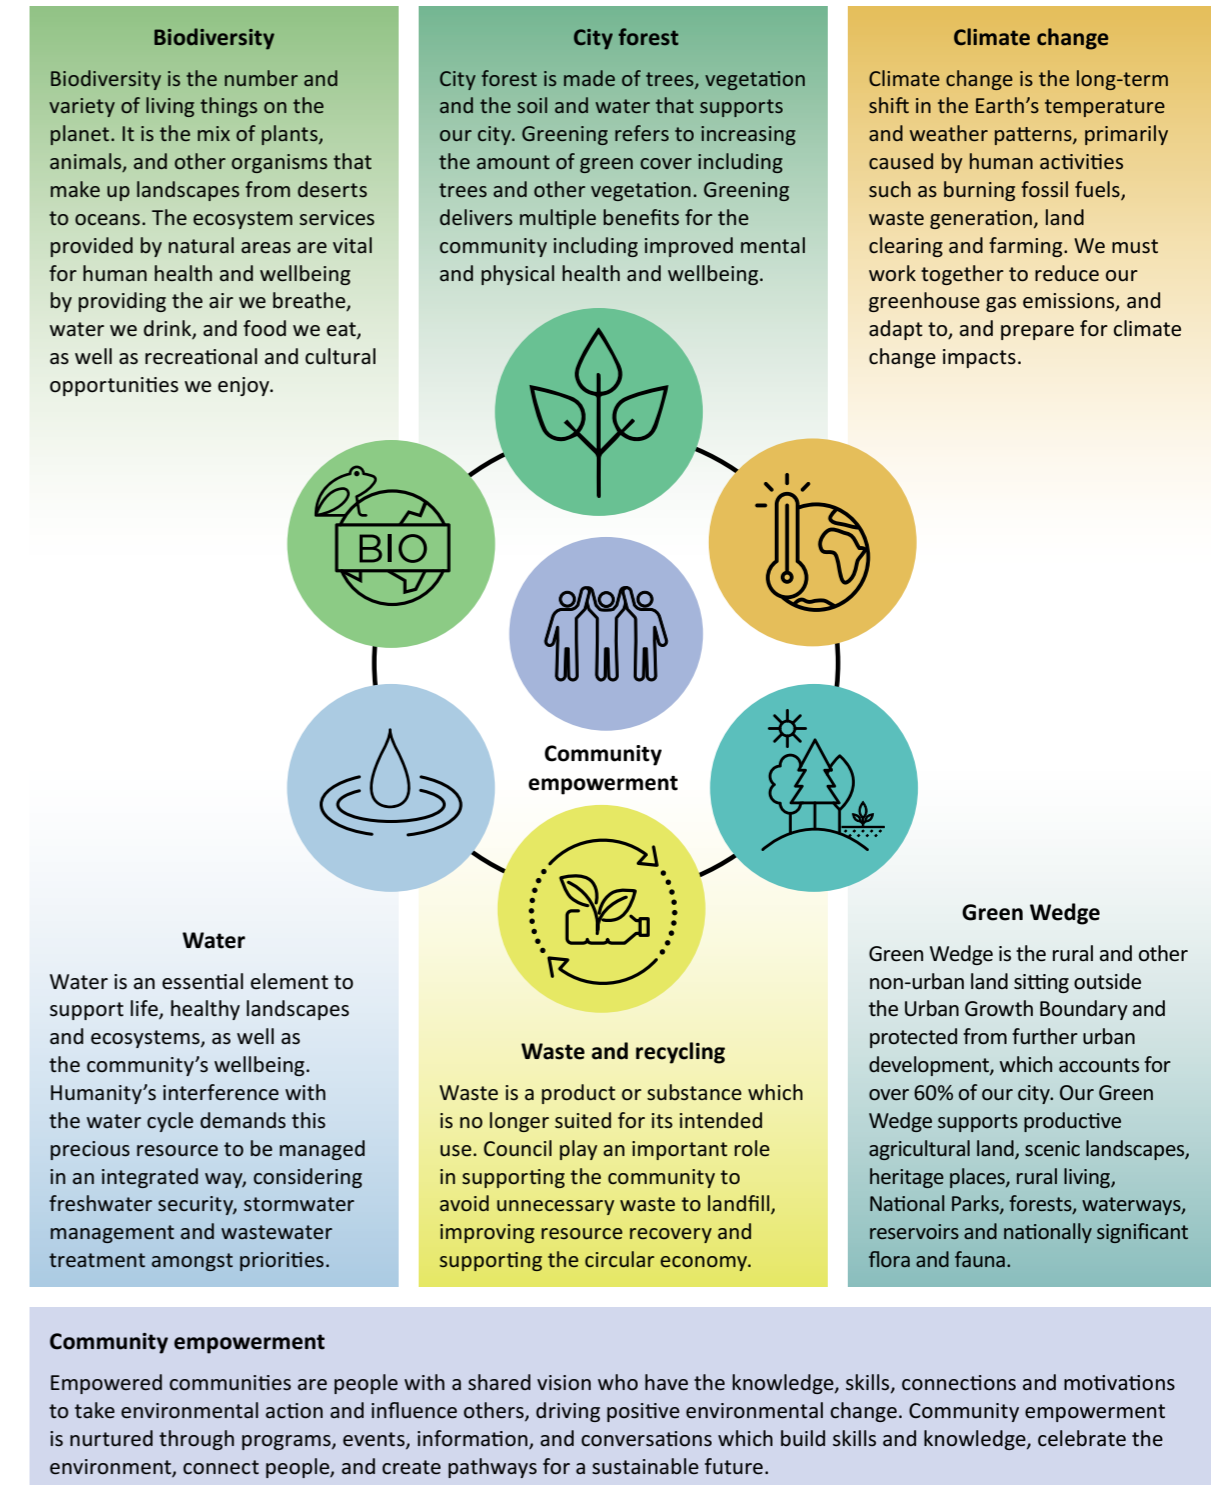 Biodiversity
Biodiversity is the number and
variety of living things on the
planet. It is the mix of plants,
animals, and other organisms that
make up landscapes from deserts
to oceans. The ecosystem services
provided by natural areas are vital
for human health and wellbeing
by providing the air we breathe,
water we drink, and food we eat,
as well as recreational and cultural
opportunities we enjoy.
City forest
City forest is made of trees, vegetation
and the soil and water that supports
our city. Greening refers to increasing
the amount of green cover including
trees and other vegetation. Greening
delivers multiple benefits for the
community including improved mental
and physical health and wellbeing.
Climate change
Climate change is the long-term
shift in the Earth’s temperature
and weather patterns, primarily
caused by human activities
such as burning fossil fuels,
waste generation, land
clearing and farming. We must
work together to reduce our
greenhouse gas emissions, and
adapt to, and prepare for climate
change impacts.
BIO
Community
empowerment
Water
Water is an essential element to
support life, healthy landscapes
and ecosystems, as well as
the community’s wellbeing.
Humanity’s interference with
the water cycle demands this
precious resource to be managed
in an integrated way, considering
freshwater security, stormwater
management and wastewater
treatment amongst priorities.
Waste and recycling
Waste is a product or substance which
is no longer suited for its intended
use. Council play an important role
in supporting the community to
avoid unnecessary waste to landfill,
improving resource recovery and
supporting the circular economy.
Green Wedge
Green Wedge is the rural and other
non-urban land sitting outside
the Urban Growth Boundary and
protected from further urban
development, which accounts for
over 60% of our city. Our Green
Wedge supports productive
agricultural land, scenic landscapes,
heritage places, rural living,
National Parks, forests, waterways,
reservoirs and nationally significant
flora and fauna.
Community empowerment
Empowered communities are people with a shared vision who have the knowledge, skills, connections and motivations
to take environmental action and influence others, driving positive environmental change. Community empowerment
is nurtured through programs, events, information, and conversations which build skills and knowledge, celebrate the
environment, connect people, and create pathways for a sustainable future.